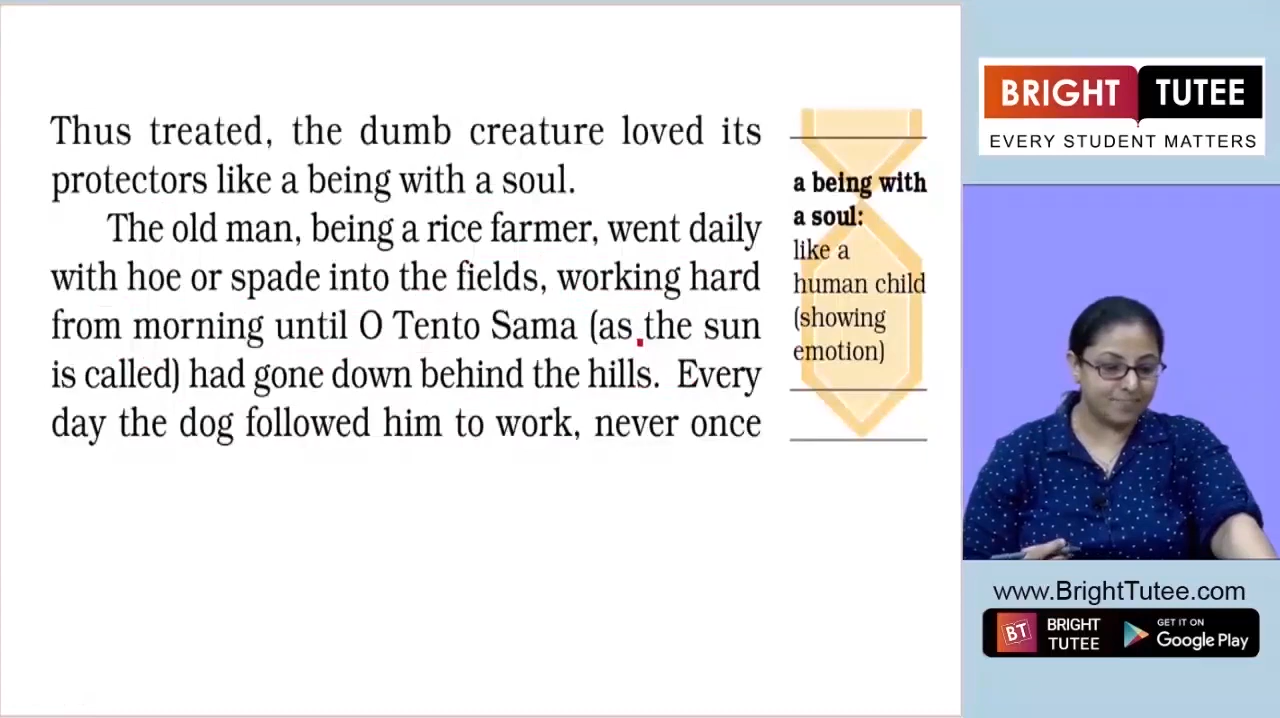 Thus treated, the dumb creature loved its
protectors like a being with a soul.
The old man, being a rice farmer, went daily
with hoe or spade into the fields, working hard
from morning until O Tento Sama (as the sun
is called) had gone down behind the hills. Every
day the dog followed him to work, never once
a being with
a soul:
like a
human child
(showing
emotion)
BRIGHT TUTEE
EVERY STUDENT MATTERS
www.BrightTutee.com
BT
BRIGHT
TUTEE
GET IT ON
Google Play